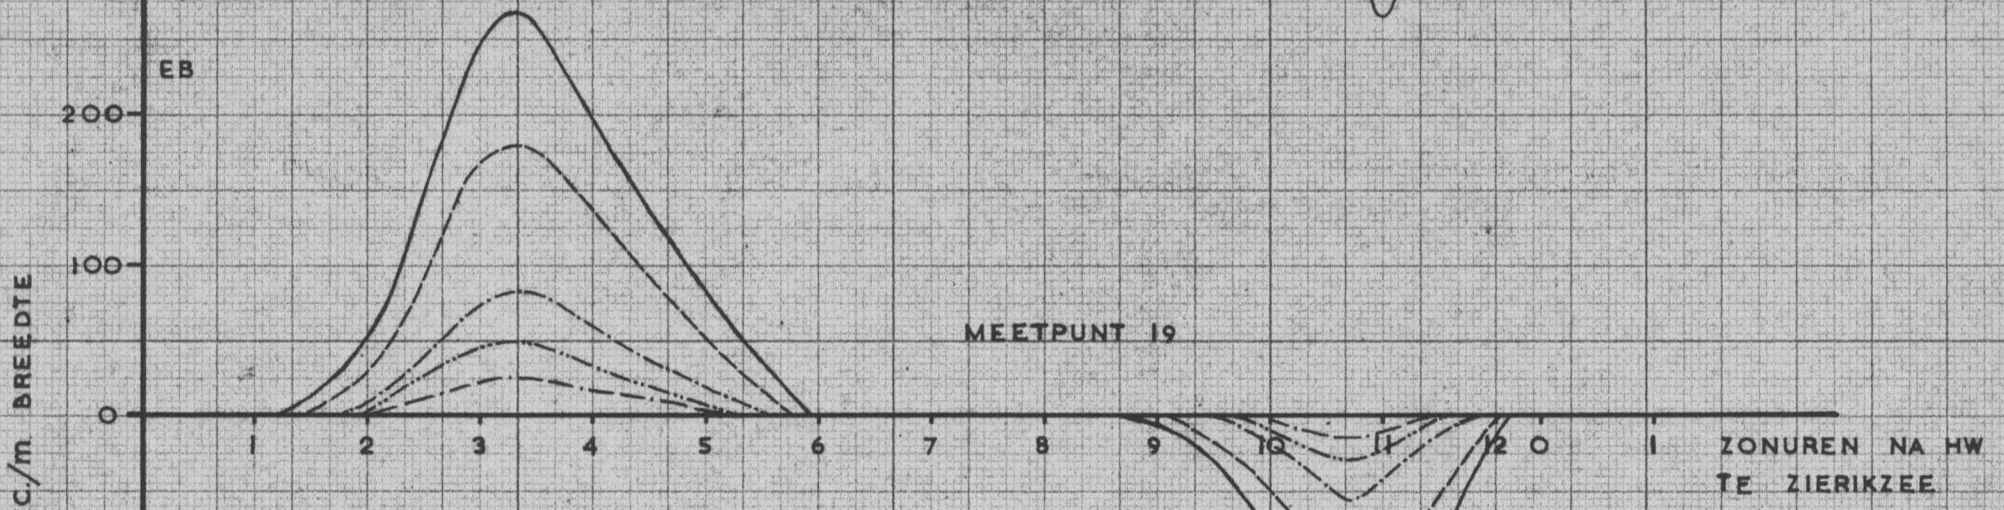 EB
200
100
0
C./m BREEDTE
MEETPUNT 19
1 2 3 4 5 6 7 8 9 10 11 12 0 1 ZONUREN NA HW
TE ZIERIKZEE